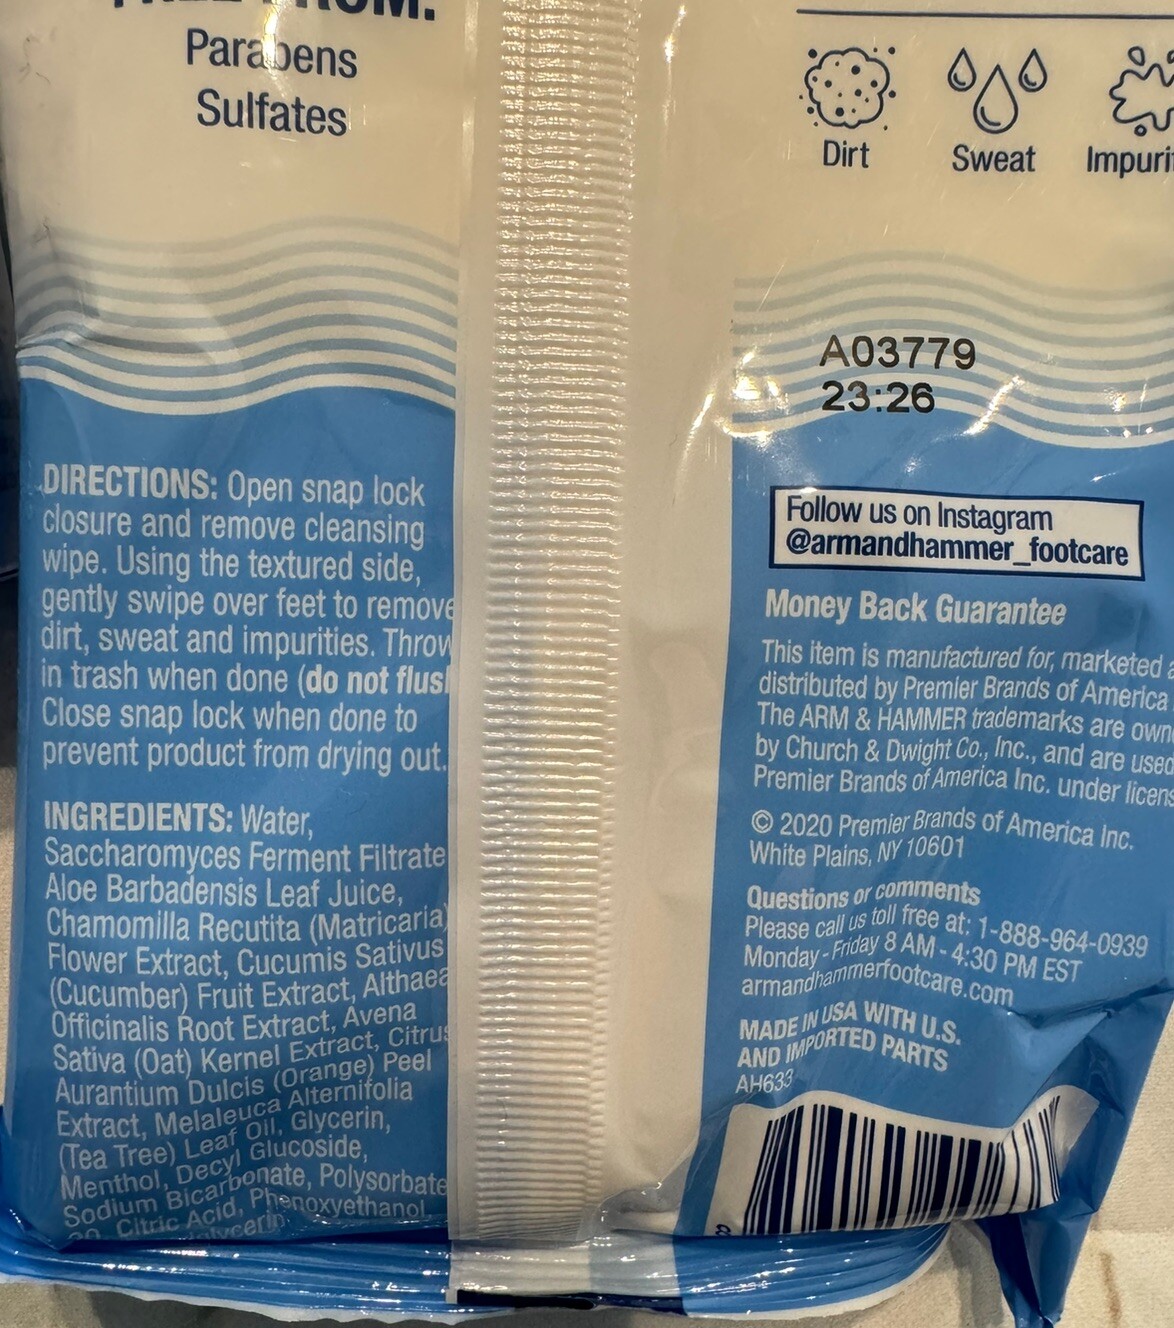 FREE FROM:
Parabens
Sulfates
DIRECTIONS: Open snap lock
closure and remove cleansing
wipe. Using the textured side,
gently swipe over feet to remove
dirt, sweat and impurities. Throw
in trash when done (do not flus
Close snap lock when done to
prevent product from drying out.
INGREDIENTS: Water,
Saccharomyces Ferment Filtrate
Aloe Barbadensis Leaf Juice,
Chamomilla Recutita (Matricaria)
Flower Extract, Cucumis Sativus
(Cucumber) Fruit Extract, Althaea
Officinalis Root Extract, Avena
Sativa (Oat) Kernel Extract, Citrus
Aurantium Dulcis (Orange) Peel
Extract, Melaleuca Alternifolia
(Tea Tree) Leaf Oil, Glycerin,
Menthol, Decyl Glucoside,
Sodium Bicarbonate, Polysorbate
20, Citric Acid, Phenoxyethanol
Dirt
Sweat
Impurit
A03779
23:26
Follow us on Instagram
@armandhammer_footcare
Money Back Guarantee
This item is manufactured for, marketed a
distributed by Premier Brands of America
The ARM & HAMMER trademarks are own
by Church & Dwight Co., Inc., and are used
Premier Brands of America Inc. under licens
© 2020 Premier Brands of America Inc.
White Plains, NY 10601
Questions or comments
Please call us toll free at: 1-888-964-0939
Monday - Friday 8 AM - 4:30 PM EST
armandhammerfootcare.com
MADE IN USA WITH U.S.
AND IMPORTED PARTS
AH633
8